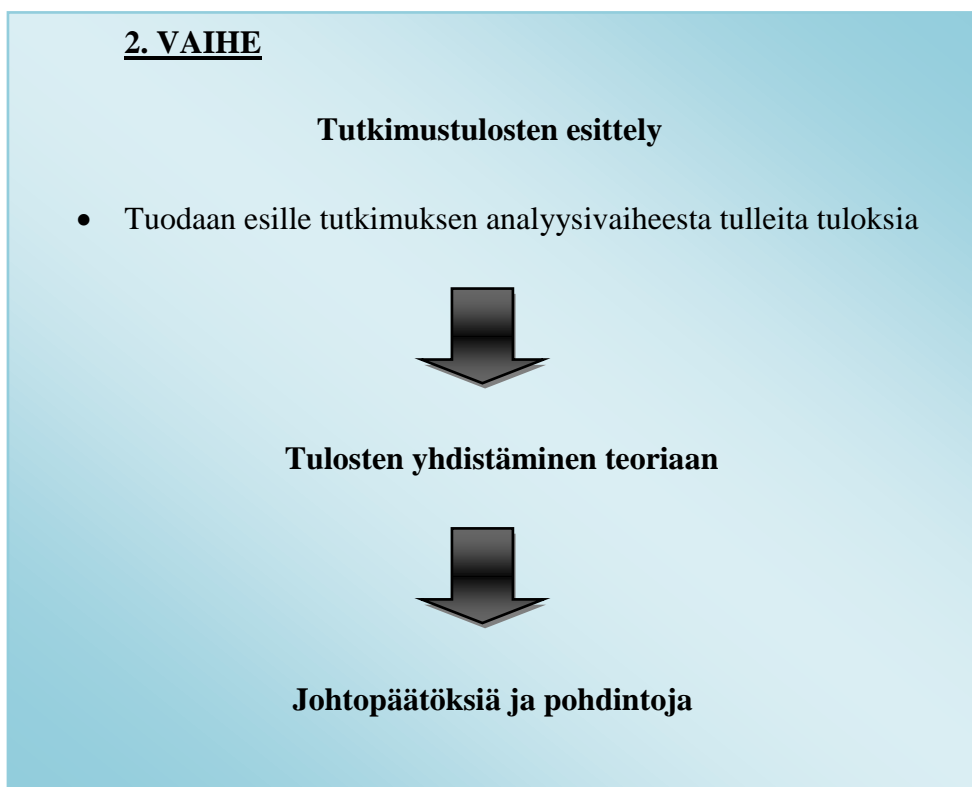 2. VAIHE
Tutkimustulosten esittely
• Tuodaan esille tutkimuksen analyysivaiheesta tulleita tuloksia
Tulosten yhdistäminen teoriaan
Johtopäätöksiä ja pohdintoja